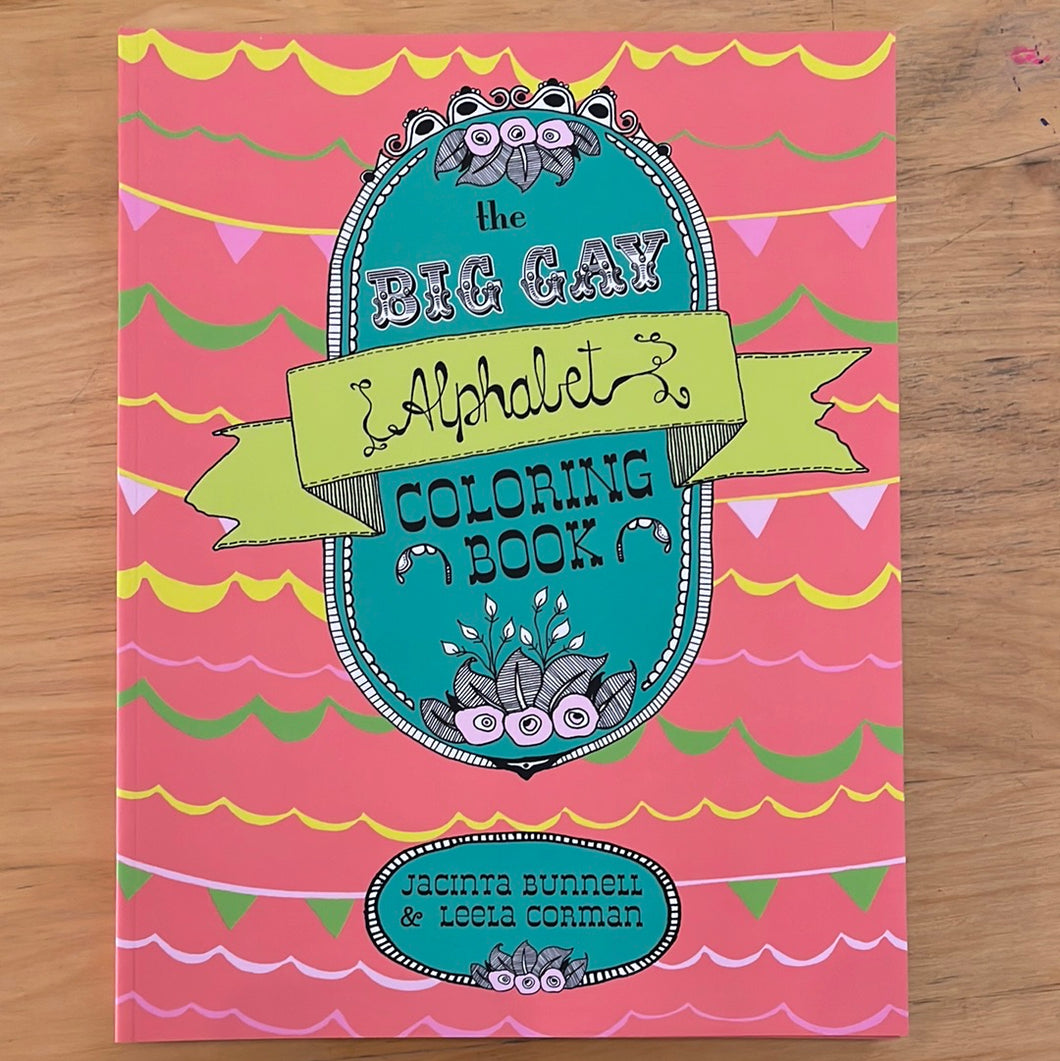 the
BIG GAY
Alphabet
COLORING
BOOK
JACINTA BUNNELL
& LEELA CORMAN